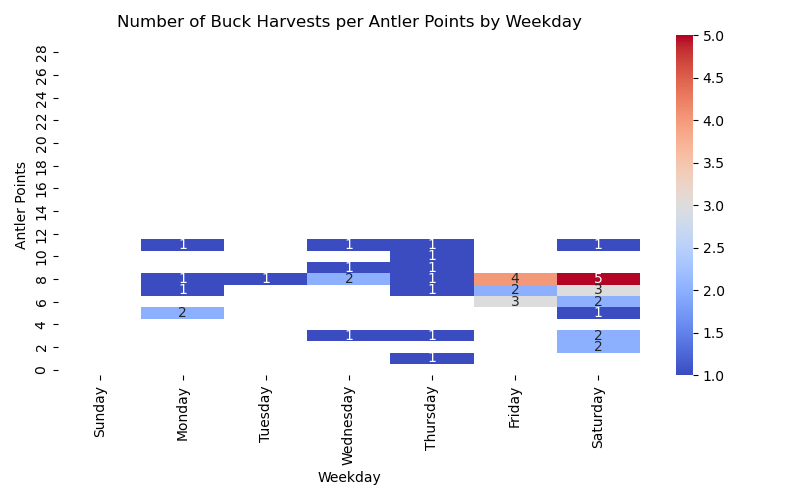 Number of Buck Harvests per Antler Points by Weekday
Antler Points
28
26
24
22
20
18
16
14
12
10
8
6
4
2
0
1 1 1 1
1
1 1
1 1 2 1 4 5
1 1 2 3
3 2
2 1
1 1 2
2
1
Sunday
Monday
Tuesday
Wednesday
Thursday
Friday
Saturday
Weekday
5.0
4.5
4.0
3.5
3.0
2.5
2.0
1.5
1.0